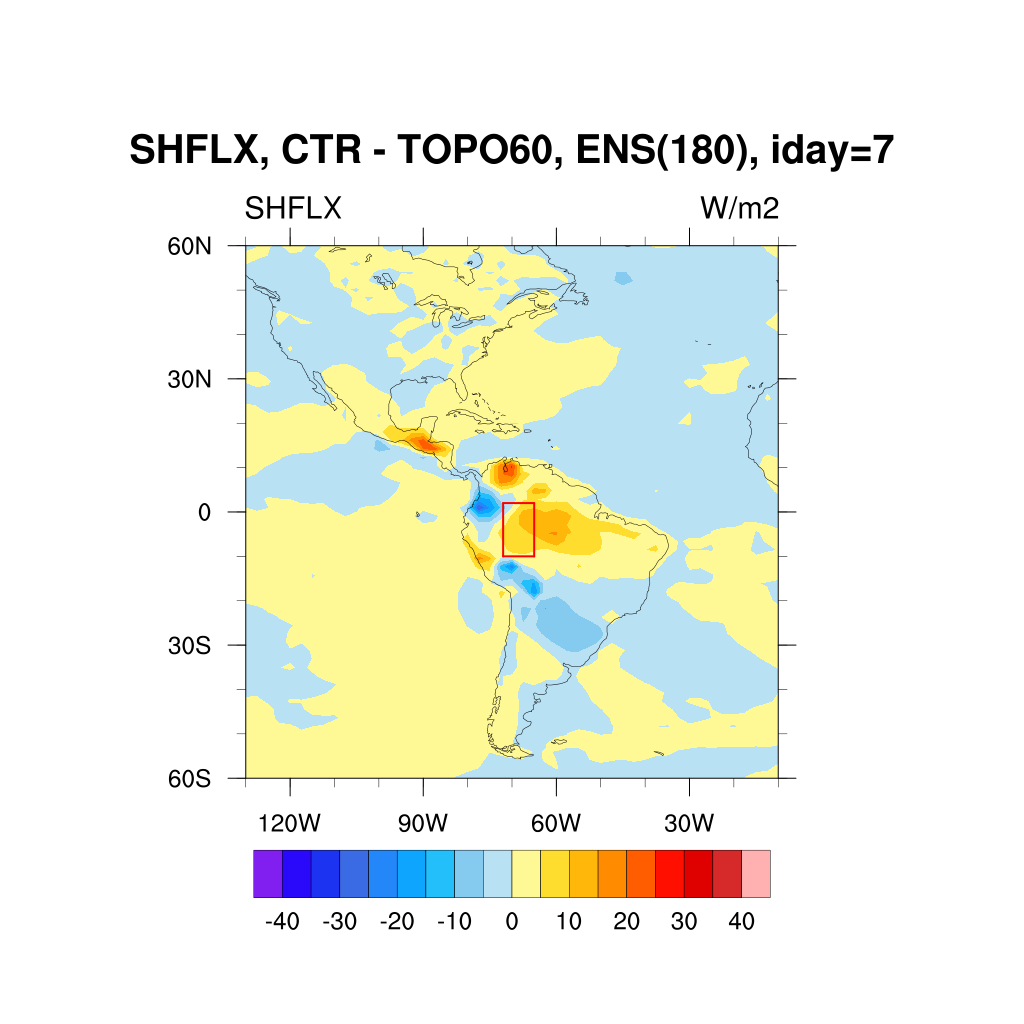 SHFLX, CTR - TOPO60, ENS(180), iday=7
SHFLX W/m2
60N
30N
0
30S
60S
120W 90W 60W 30W
-40 -30 -20 -10 0 10 20 30 40